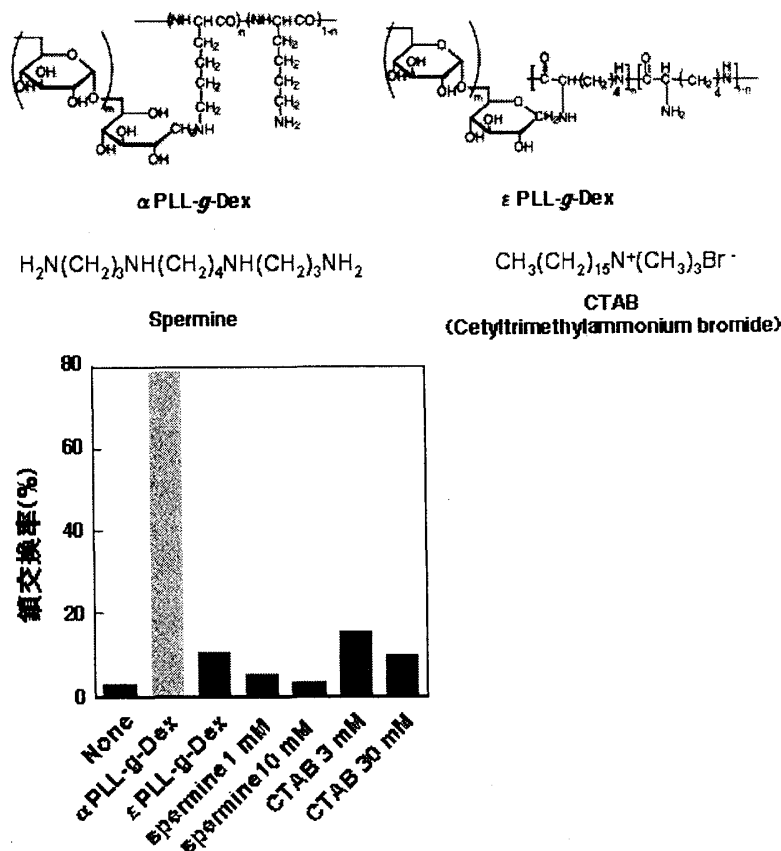 αPLL-g-Dex
εPLL-g-Dex
H₂N(CH₂)₃NH(CH₂)₄NH(CH₂)₃NH₂
CH₃(CH₂)₁₅N⁺(CH₃)₃Br⁻
Spermine
CTAB
(Cetyltrimethylammonium bromide)
80
60
40
20
0
鎖交換率(%)
None
αPLL-g-Dex
εPLL-g-Dex
spermine 1 mM
spermine10 mM
CTAB 3 mM
CTAB 30 mM